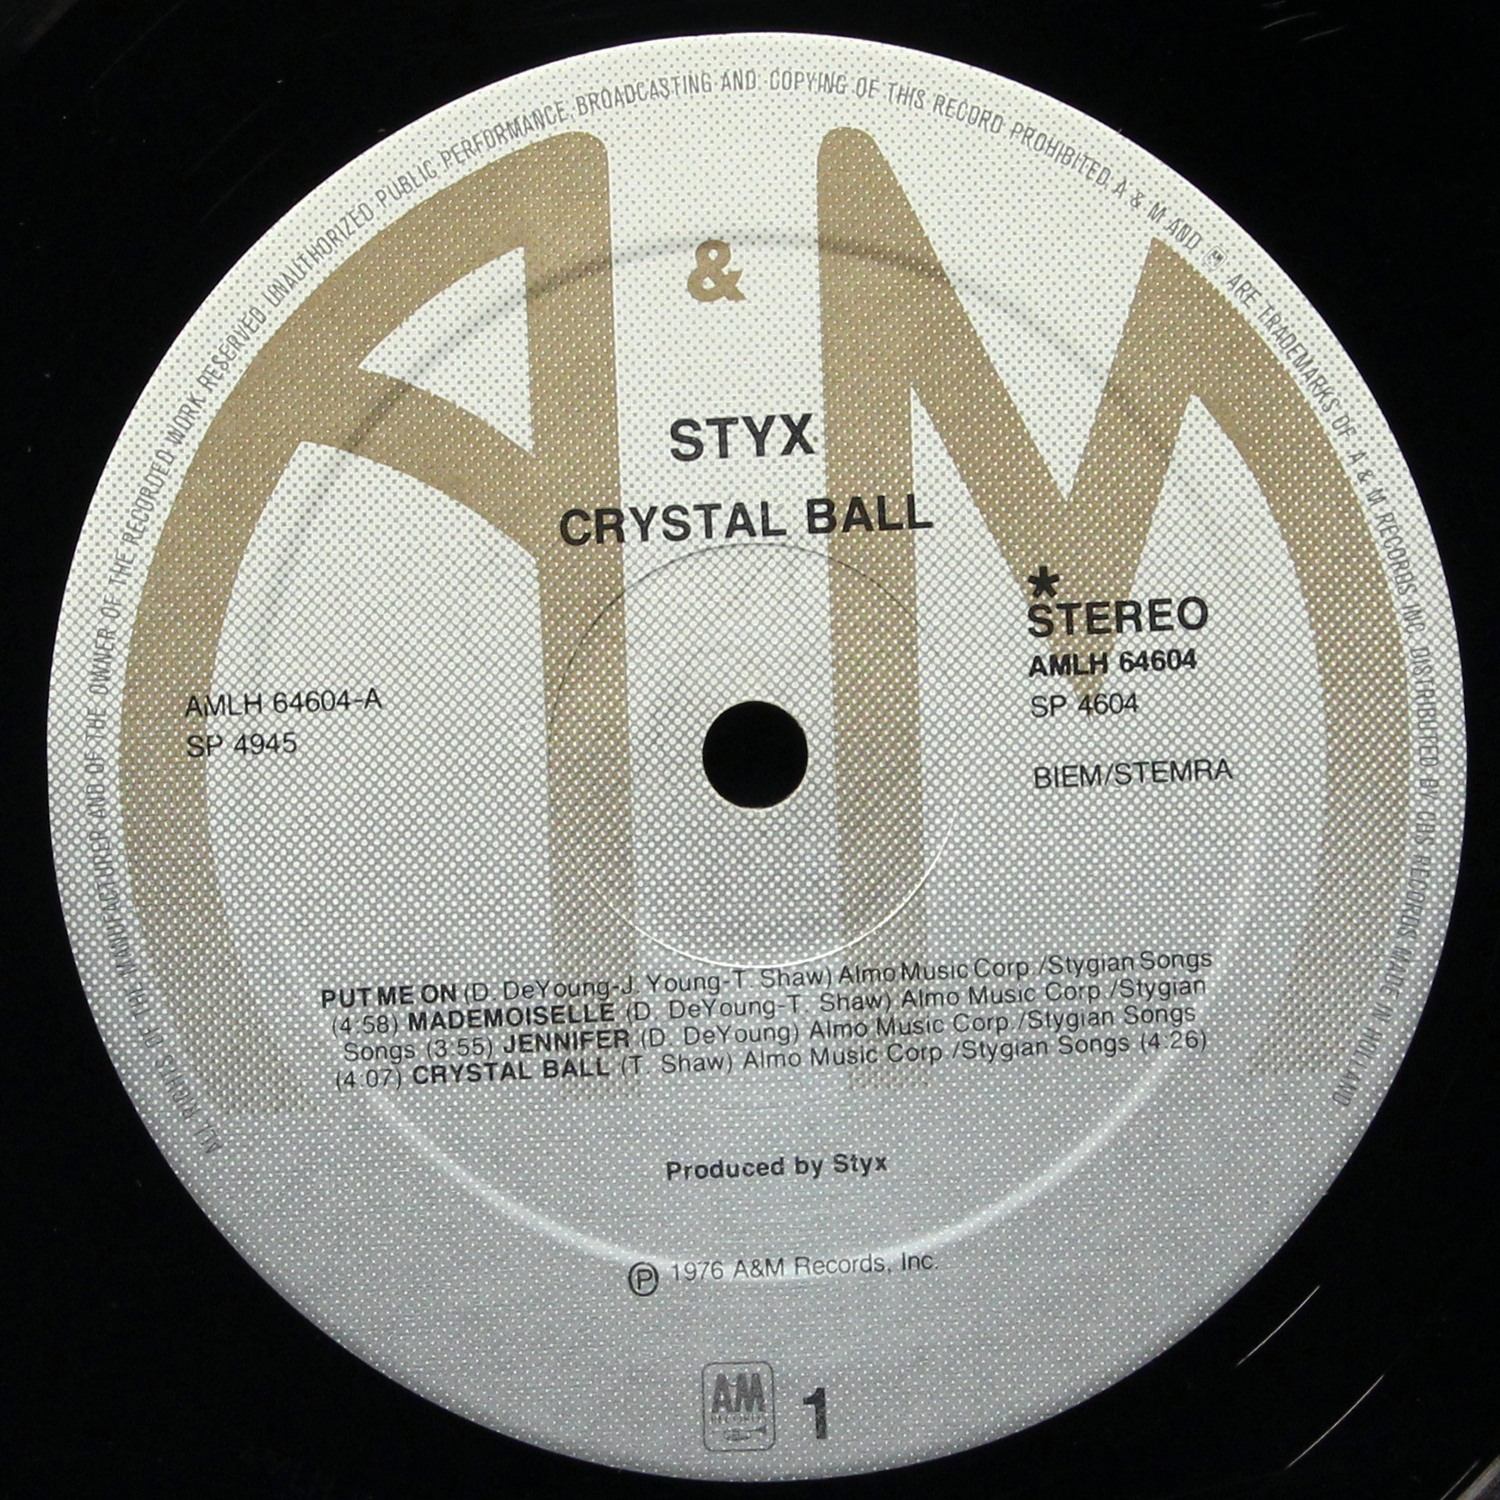 ALL RIGHTS OF THE MANUFACTURER AND OF THE OWNER OF THE RECORDED WORK RESERVED UNAUTHORIZED PUBLIC PERFORMANCE, BROADCASTING AND COPYING OF THIS RECORD PROHIBITED. A & M AND AM ARE TRADEMARKS OF A & M RECORDS INC. DISTRIBUTED BY CBS RECORDS MADE IN HOLLAND
A & M
STYX
CRYSTAL BALL
*
STEREO
AMLH 64604
SP 4604
BIEM/STEMRA
AMLH 64604-A
SP 4945
PUT ME ON (D. DeYoung-J. Young-T. Shaw) Almo Music Corp./Stygian Songs
(4:58) MADEMOISELLE (D. DeYoung-T. Shaw) Almo Music Corp./Stygian
Songs (3:55) JENNIFER (D. DeYoung) Almo Music Corp./Stygian Songs
(4:07) CRYSTAL BALL (T. Shaw) Almo Music Corp./Stygian Songs (4:26)
Produced by Styx
Ⓟ 1976 A&M Records, Inc.
AM
RECORDS
1